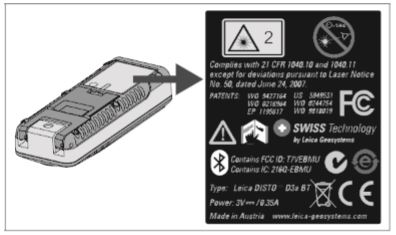 2
Complies with 21 CFR 1040.10 and 1040.11
except for deviations pursuant to Laser Notice
No. 50, dated June 24, 2007.
PATENTS: WO 9427164 US 5949531
WO 0216964 WO 0244754
EP 1195617 WO 9818019
FC
SWISS Technology
by Leica Geosystems
Contains FCC ID: T7VEBMU
Contains IC: 216Q-EBMU
Type: Leica DISTO D3a BT
Power: 3V⎓/0.35A
CE
Made in Austria www.leica-geosystems.com